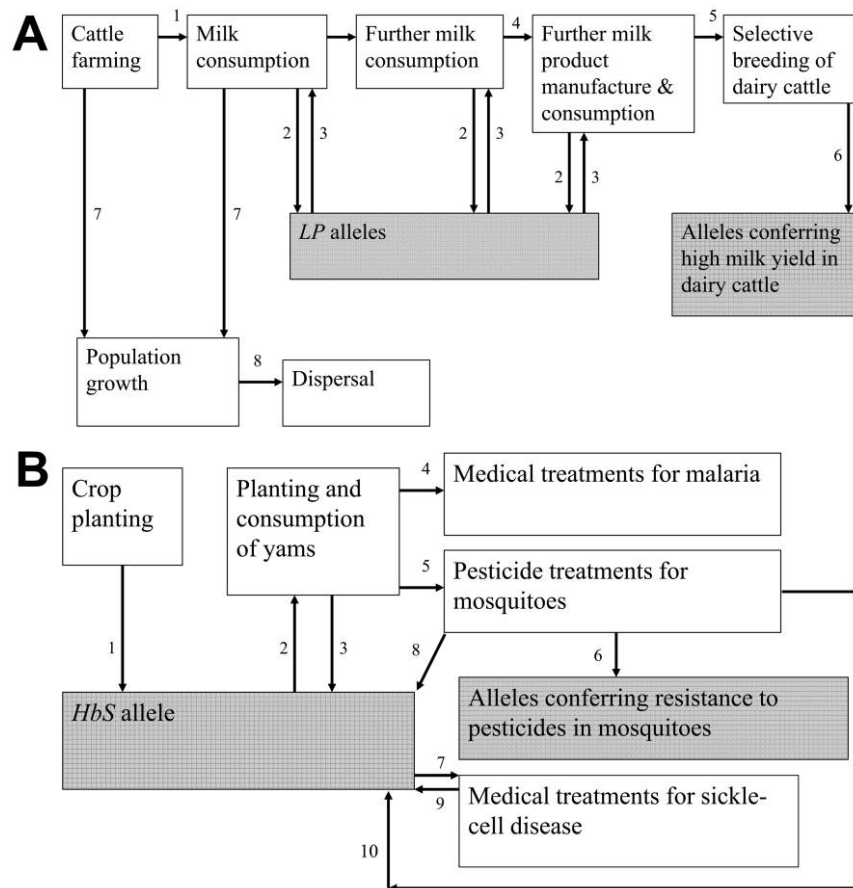 A
1
4
5
Cattle
farming
Milk
consumption
Further milk
consumption
Further milk
product
manufacture &
consumption
Selective
breeding of
dairy cattle
2
3
2
3
2
3
6
7
7
LP alleles
Alleles conferring
high milk yield in
dairy cattle
Population
growth
8
Dispersal
B
Crop
planting
Planting and
consumption
of yams
4
Medical treatments for malaria
5
Pesticide treatments for
mosquitoes
1
2
3
8
6
HbS allele
Alleles conferring resistance to
pesticides in mosquitoes
7
9
Medical treatments for sickle-
cell disease
10